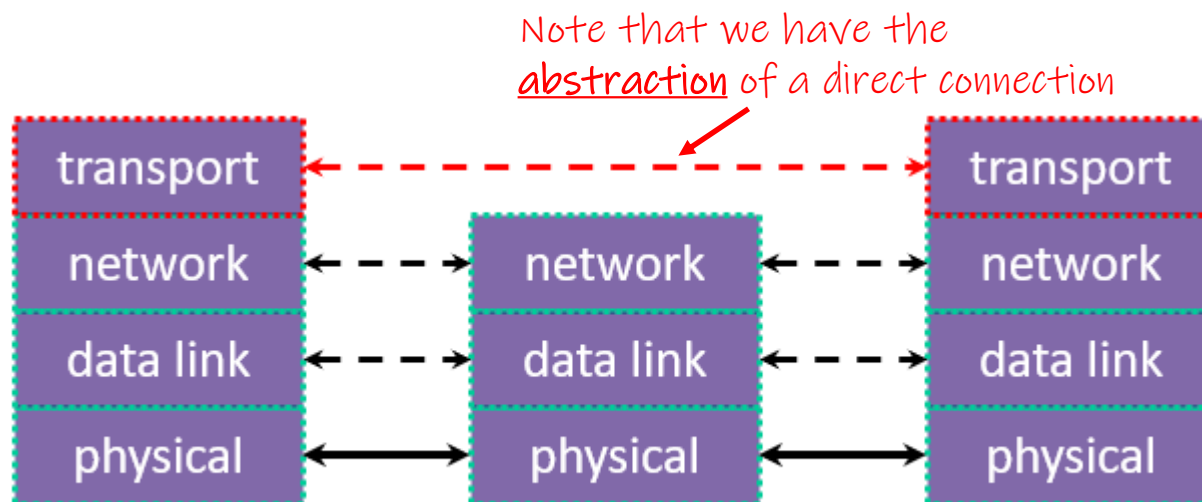 Note that we have the
abstraction of a direct connection
transport transport
network network network
data link data link data link
physical physical physical